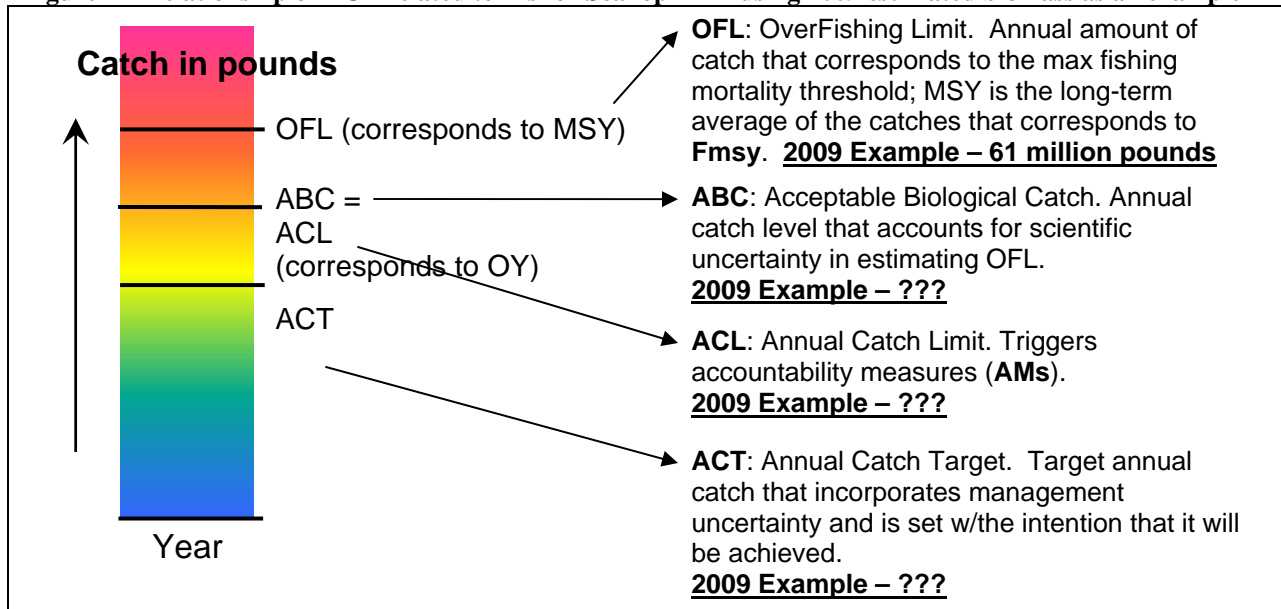 Catch in pounds
OFL (corresponds to MSY)
ABC =
ACL
(corresponds to OY)
ACT
Year
OFL: OverFishing Limit. Annual amount of
catch that corresponds to the max fishing
mortality threshold; MSY is the long-term
average of the catches that corresponds to
Fmsy. 2009 Example – 61 million pounds
ABC: Acceptable Biological Catch. Annual
catch level that accounts for scientific
uncertainty in estimating OFL.
2009 Example – ???
ACL: Annual Catch Limit. Triggers
accountability measures (AMs).
2009 Example – ???
ACT: Annual Catch Target. Target annual
catch that incorporates management
uncertainty and is set w/the intention that it will
be achieved.
2009 Example – ???